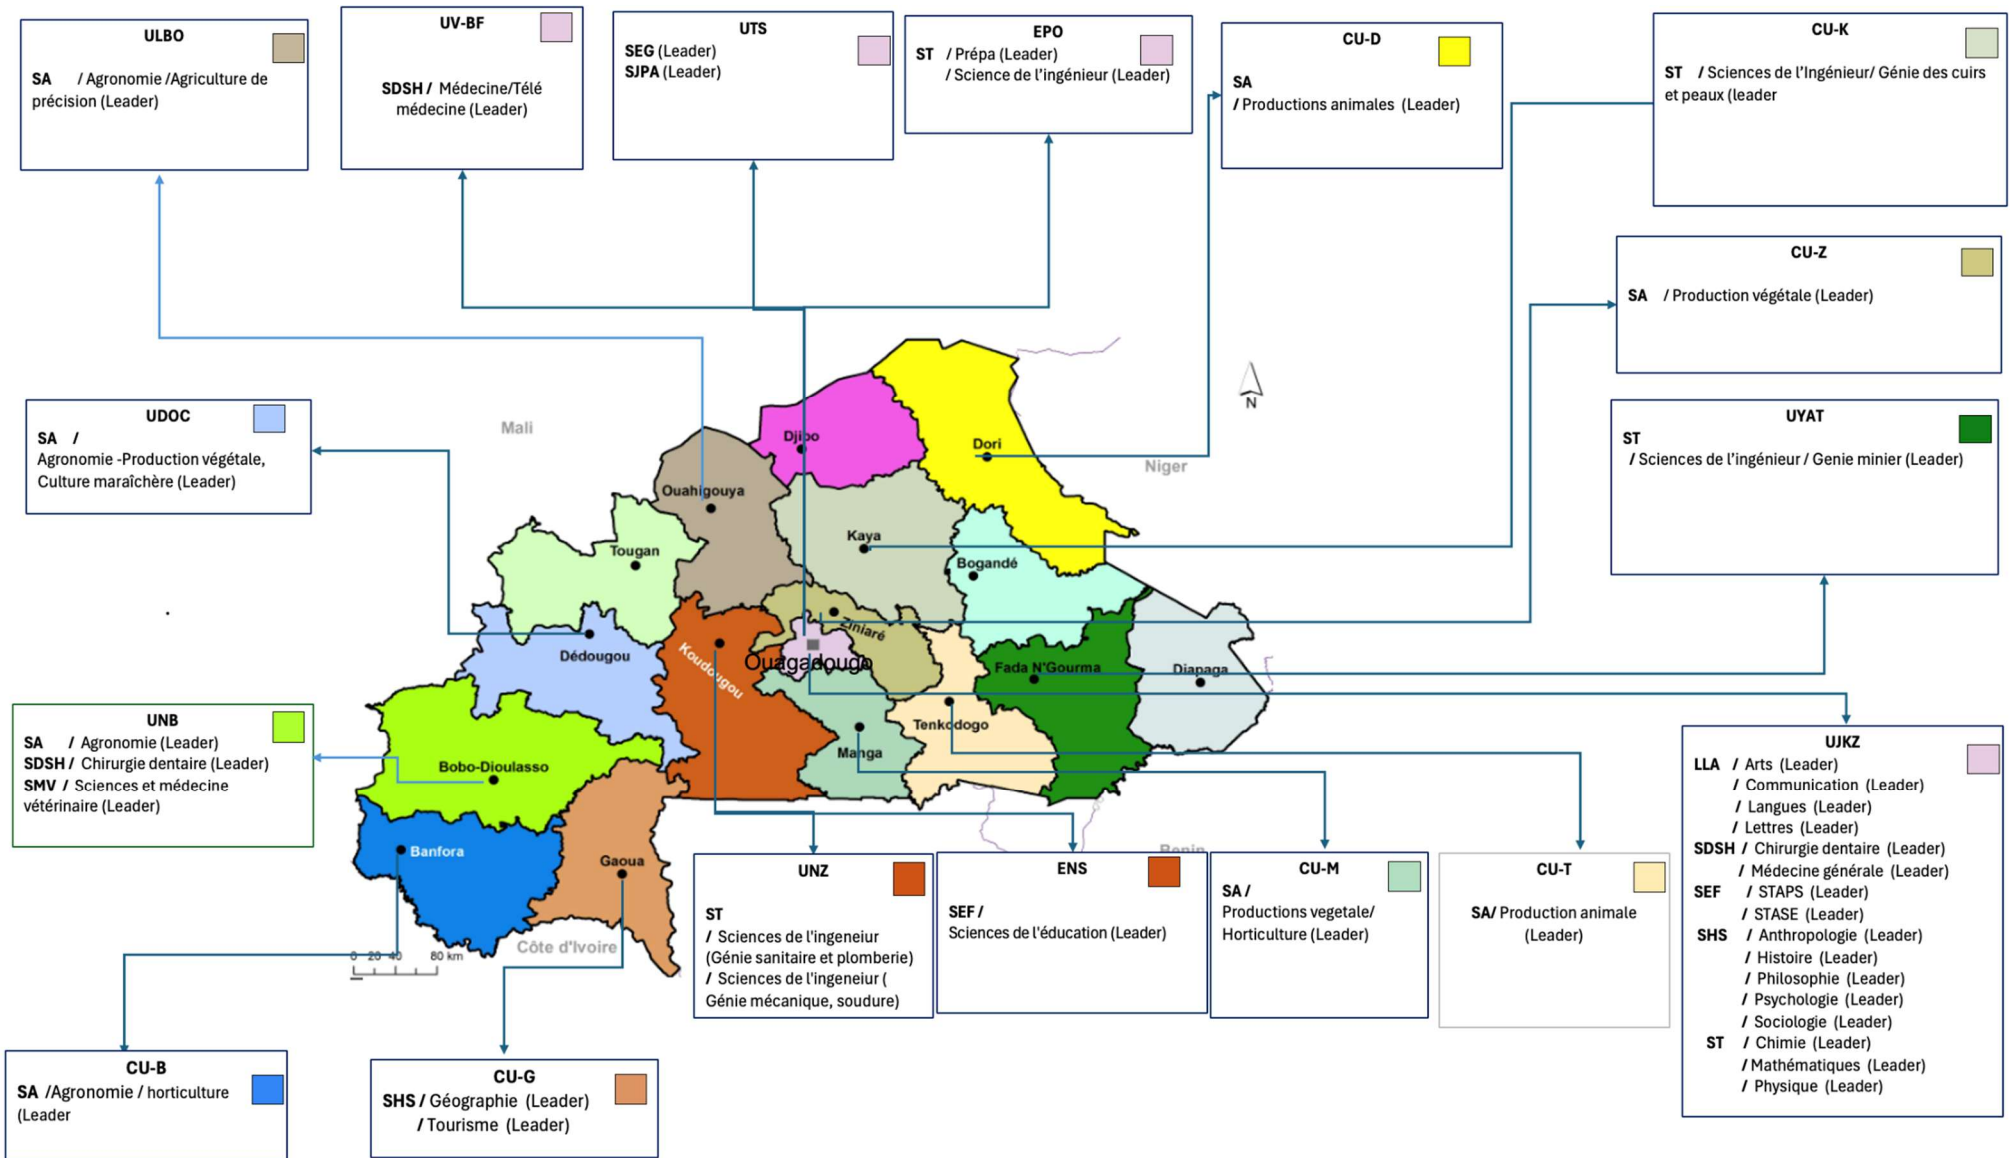 ULBO
SA / Agronomie /Agriculture de
précision (Leader)
UV-BF
SDSH / Médecine/Télé
médecine (Leader)
UTS
SEG (Leader)
SJPA (Leader)
EPO
ST / Prépa (Leader)
/ Science de l'ingénieur (Leader)
CU-D
SA
/ Productions animales (Leader)
CU-K
ST / Sciences de l'Ingénieur/ Génie des cuirs
et peaux (leader
CU-Z
SA / Production végétale (Leader)
UYAT
ST
/ Sciences de l'ingénieur / Genie minier (Leader)
UDOC
SA /
Agronomie -Production végétale,
Culture maraîchère (Leader)
UNB
SA / Agronomie (Leader)
SDSH / Chirurgie dentaire (Leader)
SMV / Sciences et médecine
vétérinaire (Leader)
Mali
Niger
N
Djibo
Dori
Ouahigouya
Kaya
Tougan
Bogandé
Ziniaré
Dédougou
Koudougou
Ouagadougo
Fada N'Gourma
Diapaga
Tenkodogo
Manga
Bobo-Dioulasso
Banfora
Gaoua
Benin
Côte d'Ivoire
0 20 40 80 km
UJKZ
LLA / Arts (Leader)
/ Communication (Leader)
/ Langues (Leader)
/ Lettres (Leader)
SDSH / Chirurgie dentaire (Leader)
/ Médecine générale (Leader)
SEF / STAPS (Leader)
/ STASE (Leader)
SHS / Anthropologie (Leader)
/ Histoire (Leader)
/ Philosophie (Leader)
/ Psychologie (Leader)
/ Sociologie (Leader)
ST / Chimie (Leader)
/ Mathématiques (Leader)
/ Physique (Leader)
UNZ
ST
/ Sciences de l'ingeneiur
(Génie sanitaire et plomberie)
/ Sciences de l'ingeneiur (
Génie mécanique, soudure)
ENS
SEF /
Sciences de l'éducation (Leader)
CU-M
SA /
Productions vegetale/
Horticulture (Leader)
CU-T
SA/ Production animale
(Leader)
CU-B
SA /Agronomie / horticulture
(Leader
CU-G
SHS / Géographie (Leader)
/ Tourisme (Leader)